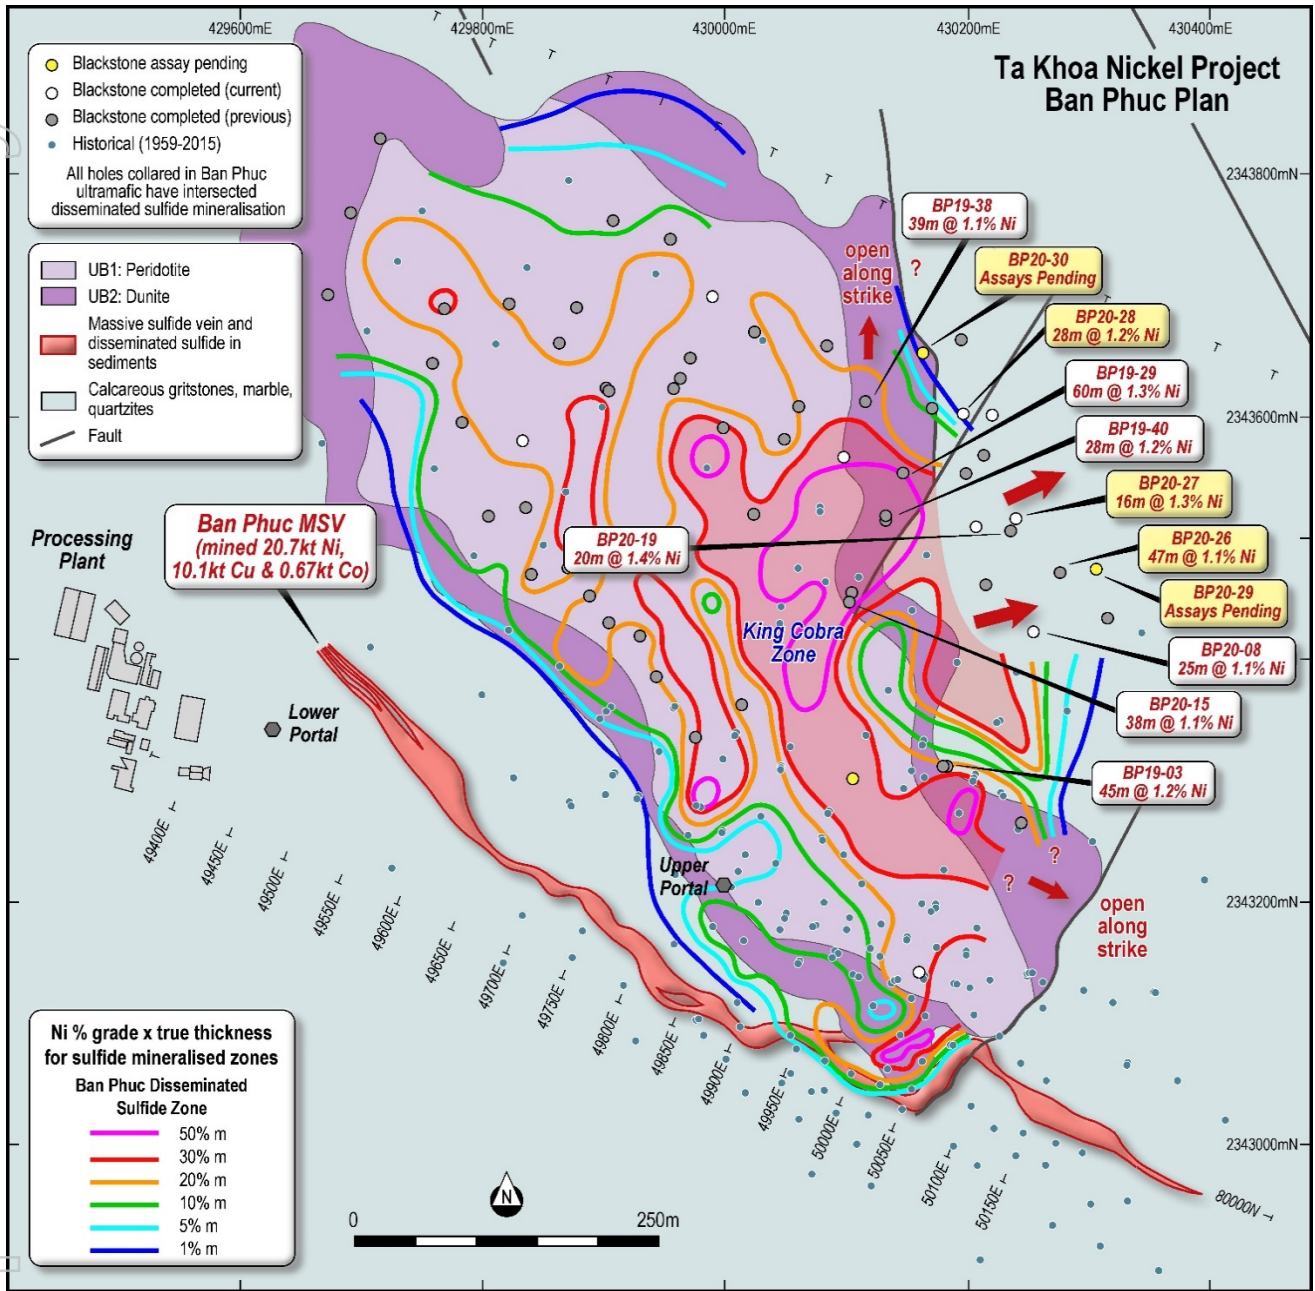 429600mE
429800mE
430000mE
430200mE
430400mE
Ta Khoa Nickel Project
Ban Phuc Plan
Blackstone assay pending
Blackstone completed (current)
Blackstone completed (previous)
Historical (1959-2015)
All holes collared in Ban Phuc
ultramafic have intersected
disseminated sulfide mineralisation
UB1: Peridotite
UB2: Dunite
Massive sulfide vein and
disseminated sulfide in
sediments
Calcareous gritstones, marble,
quartzites
Fault
2343800mN
2343600mN
2343200mN
2343000mN
BP19-38
39m @ 1.1% Ni
open
along
strike
?
BP20-30
Assays Pending
BP20-28
28m @ 1.2% Ni
BP19-29
60m @ 1.3% Ni
BP19-40
28m @ 1.2% Ni
BP20-27
16m @ 1.3% Ni
BP20-26
47m @ 1.1% Ni
BP20-29
Assays Pending
BP20-08
25m @ 1.1% Ni
BP20-15
38m @ 1.1% Ni
BP19-03
45m @ 1.2% Ni
BP20-19
20m @ 1.4% Ni
Ban Phuc MSV
(mined 20.7kt Ni,
10.1kt Cu & 0.67kt Co)
Processing
Plant
King Cobra
Zone
Lower
Portal
Upper
Portal
?
?
open
along
strike
49400E
49450E
49500E
49550E
49600E
49650E
49700E
49750E
49800E
49850E
49900E
49950E
50000E
50050E
50100E
50150E
80000N
Ni % grade x true thickness
for sulfide mineralised zones
Ban Phuc Disseminated
Sulfide Zone
50% m
30% m
20% m
10% m
5% m
1% m
N
0
250m